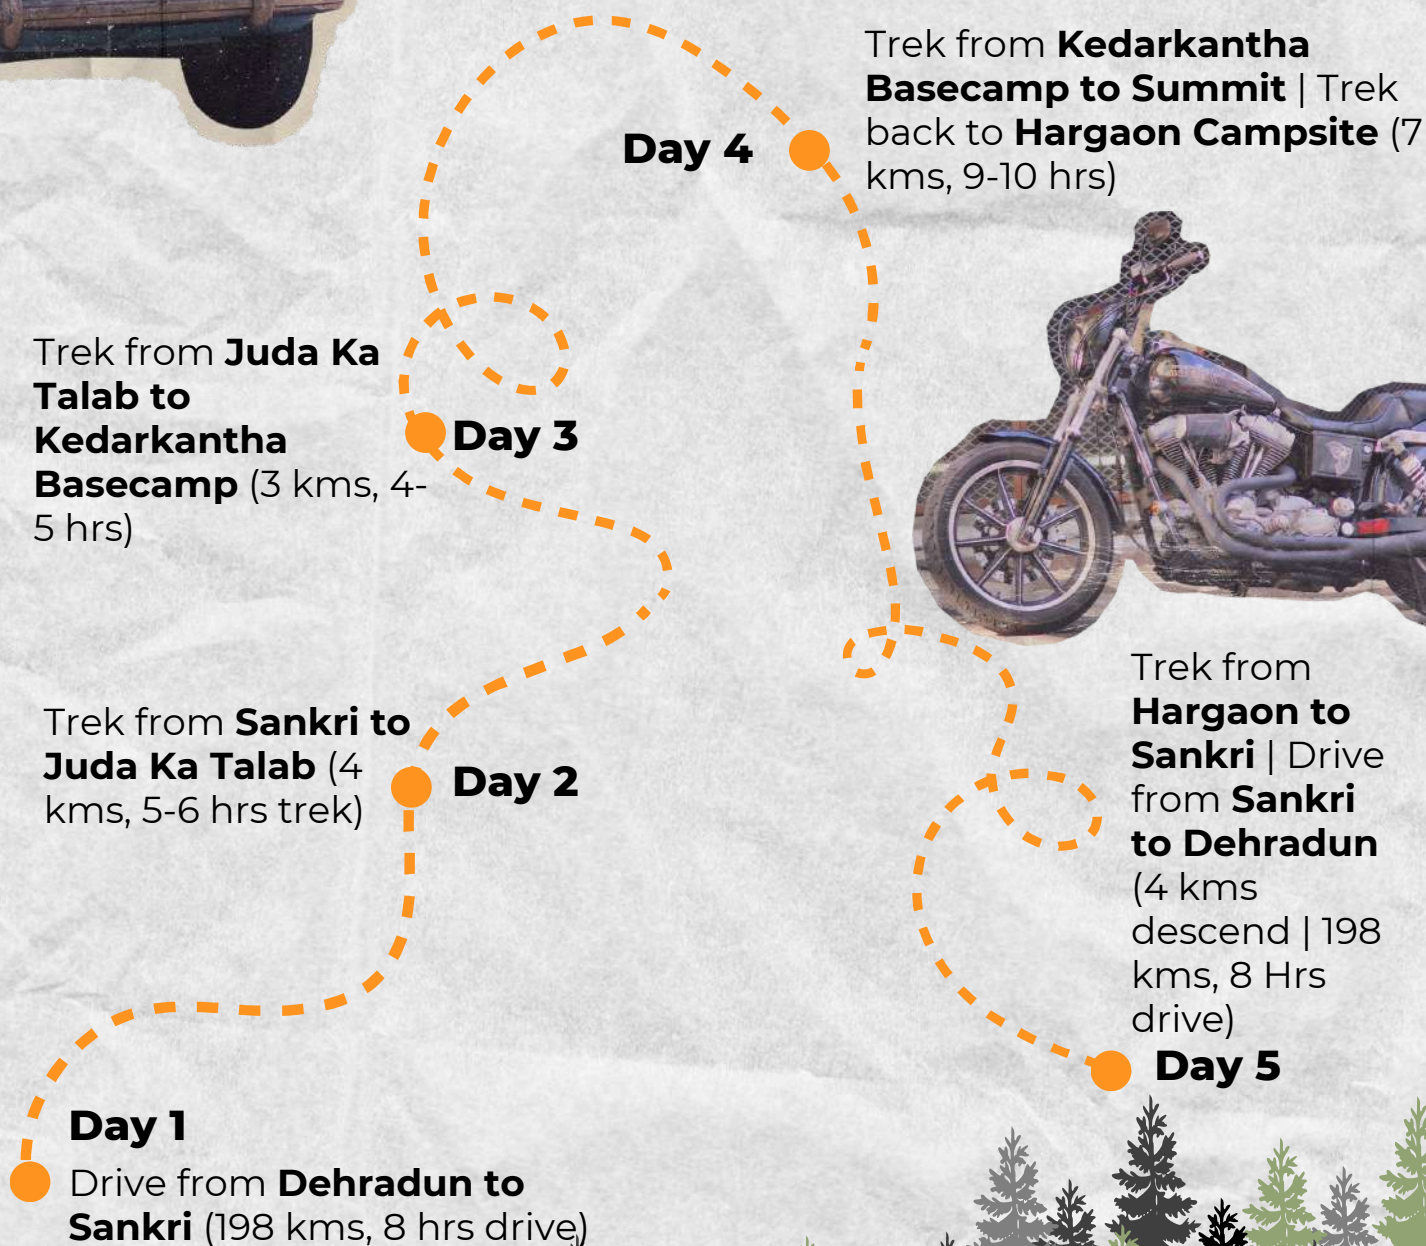 Trek from Kedarkantha
Basecamp to Summit | Trek
back to Hargaon Campsite (7
kms, 9-10 hrs)
Day 4
Trek from Juda Ka
Talab to
Kedarkantha
Basecamp (3 kms, 4-
5 hrs)
Day 3
Trek from Sankri to
Juda Ka Talab (4
kms, 5-6 hrs trek)
Day 2
Trek from
Hargaon to
Sankri | Drive
from Sankri
to Dehradun
(4 kms
descend | 198
kms, 8 Hrs
drive)
Day 5
Day 1
Drive from Dehradun to
Sankri (198 kms, 8 hrs drive)